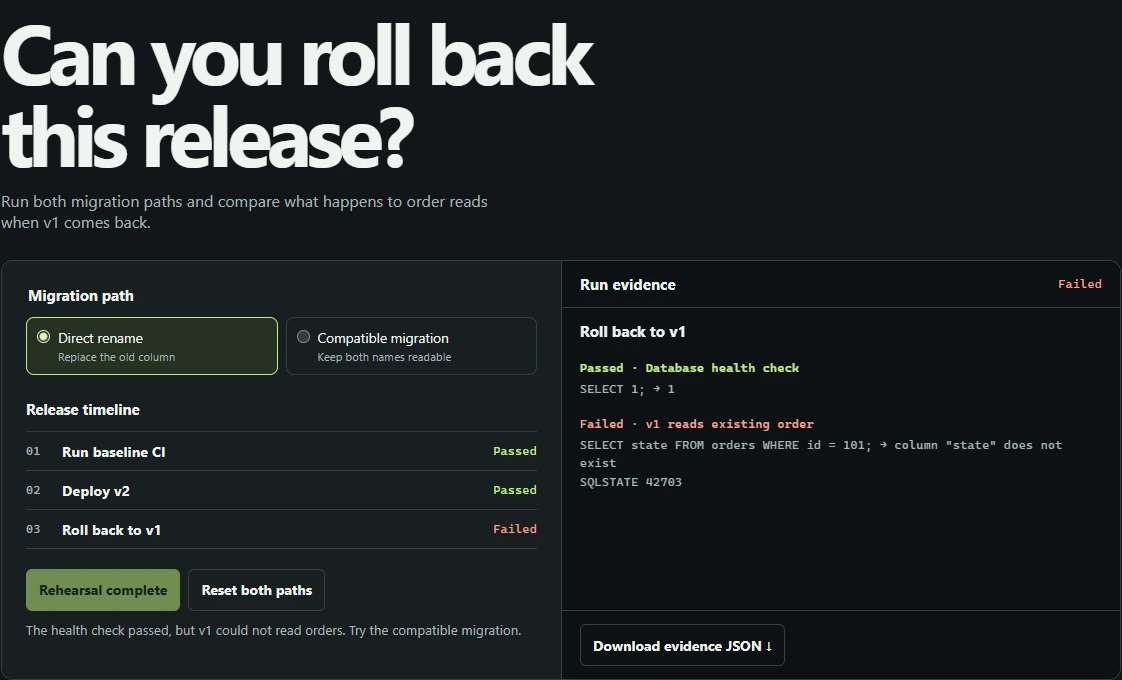 Can you roll back
this release?
Run both migration paths and compare what happens to order reads
when v1 comes back.
Migration path
Direct rename
Replace the old column
Compatible migration
Keep both names readable
Release timeline
01 Run baseline CI Passed
02 Deploy v2 Passed
03 Roll back to v1 Failed
Rehearsal complete
Reset both paths
The health check passed, but v1 could not read orders. Try the compatible migration.
Run evidence Failed
Roll back to v1
Passed · Database health check
SELECT 1; → 1
Failed · v1 reads existing order
SELECT state FROM orders WHERE id = 101; → column "state" does not
exist
SQLSTATE 42703
Download evidence JSON ↓